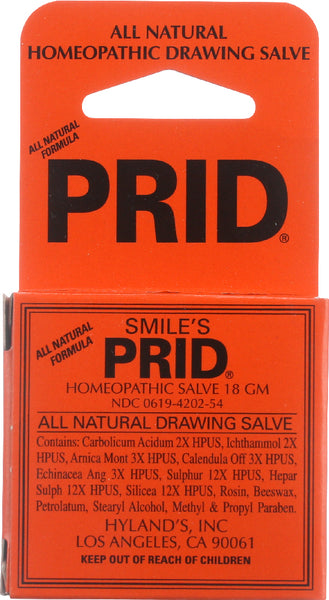 ALL NATURAL
HOMEOPATHIC DRAWING SALVE
ALL NATURAL
FORMULA
PRID®
SMILE'S
ALL NATURAL
FORMULA
PRID®
HOMEOPATHIC SALVE 18 GM
NDC 0619-4202-54
ALL NATURAL DRAWING SALVE
Contains: Carbolicum Acidum 2X HPUS, Ichthammol 2X
HPUS, Arnica Mont 3X HPUS, Calendula Off 3X HPUS,
Echinacea Ang 3X HPUS, Sulphur 12X HPUS, Hepar
Sulph 12X HPUS, Silicea 12X HPUS, Rosin, Beeswax,
Petrolatum, Stearyl Alcohol, Methyl & Propyl Paraben.
HYLAND'S, INC
LOS ANGELES, CA 90061
KEEP OUT OF REACH OF CHILDREN